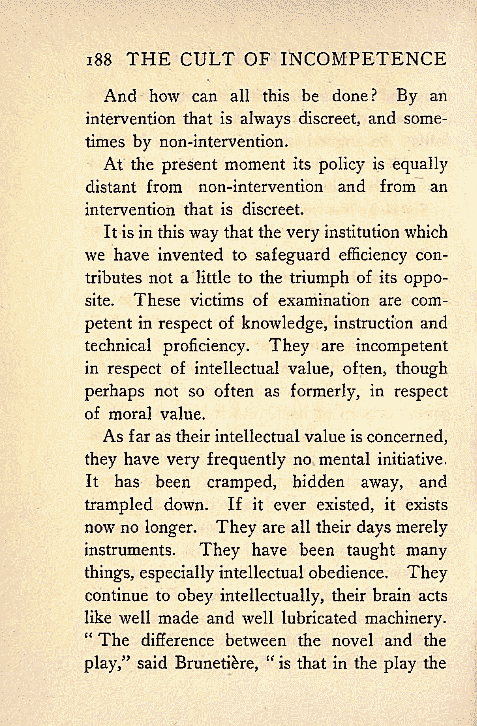 188 THE CULT OF INCOMPETENCE
And how can all this be done? By an
intervention that is always discreet, and some-
times by non-intervention.
At the present moment its policy is equally
distant from non-intervention and from an
intervention that is discreet.
It is in this way that the very institution which
we have invented to safeguard efficiency con-
tributes not a little to the triumph of its oppo-
site. These victims of examination are com-
petent in respect of knowledge, instruction and
technical proficiency. They are incompetent
in respect of intellectual value, often, though
perhaps not so often as formerly, in respect
of moral value.
As far as their intellectual value is concerned,
they have very frequently no mental initiative.
It has been cramped, hidden away, and
trampled down. If it ever existed, it exists
now no longer. They are all their days merely
instruments. They have been taught many
things, especially intellectual obedience. They
continue to obey intellectually, their brain acts
like well made and well lubricated machinery.
“ The difference between the novel and the
play,” said Brunetière, “ is that in the play the